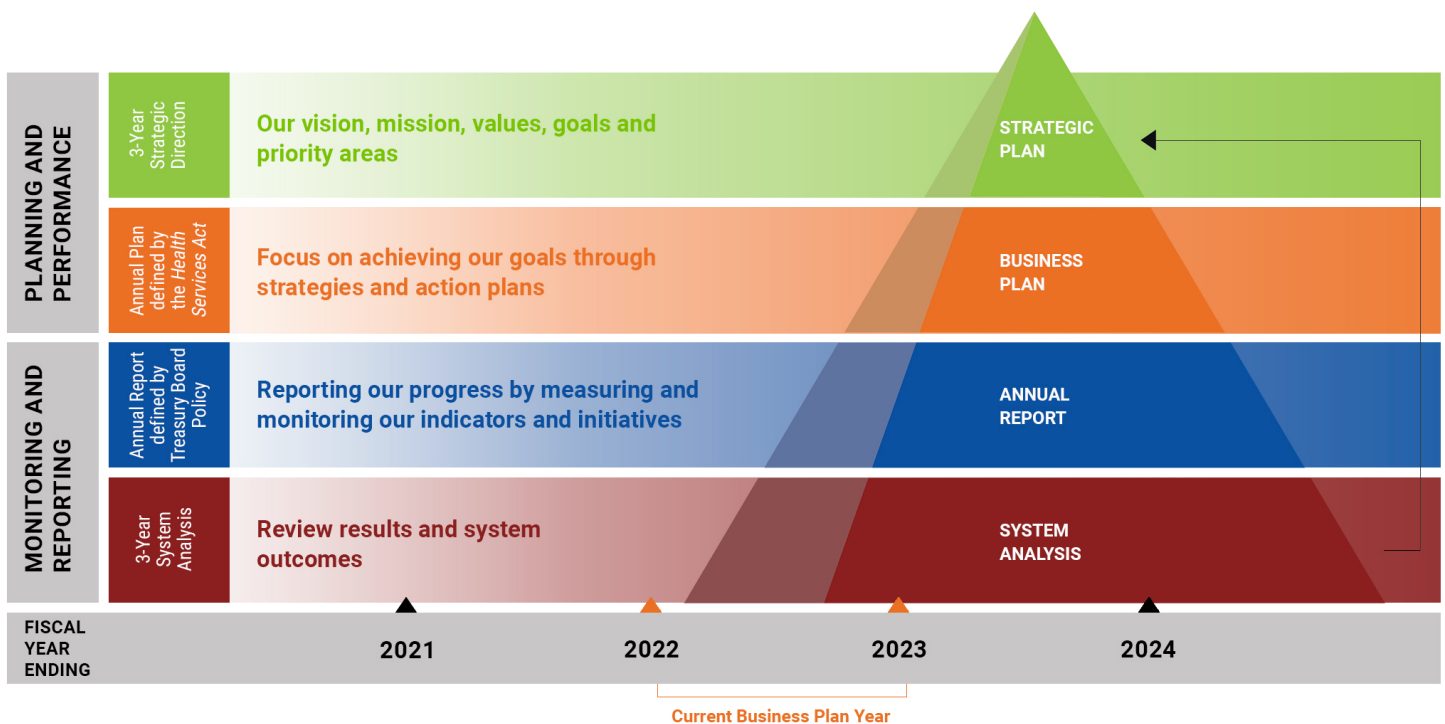 PLANNING AND
PERFORMANCE
3-Year
Strategic
Direction
Our vision, mission, values, goals and
priority areas
STRATEGIC
PLAN
Annual Plan
defined by
the Health
Services Act
Focus on achieving our goals through
strategies and action plans
BUSINESS
PLAN
MONITORING AND
REPORTING
Annual Report
defined by
Treasury Board
Policy
Reporting our progress by measuring and
monitoring our indicators and initiatives
ANNUAL
REPORT
3-Year
System
Analysis
Review results and system
outcomes
SYSTEM
ANALYSIS
FISCAL
YEAR
ENDING
2021
2022
2023
2024
Current Business Plan Year